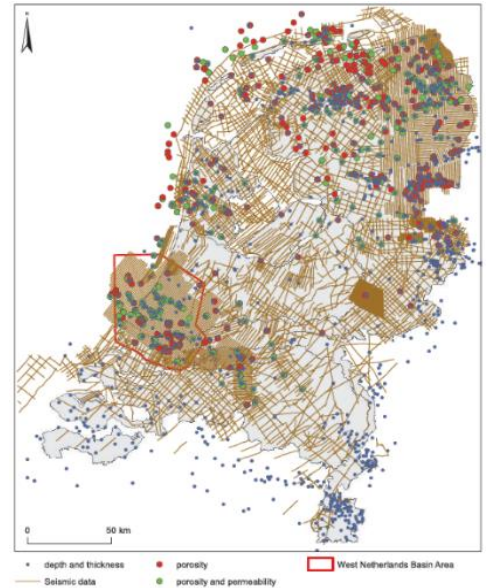 N
0 50 km
depth and thickness porosity West Netherlands Basin Area
Seismic data porosity and permeability